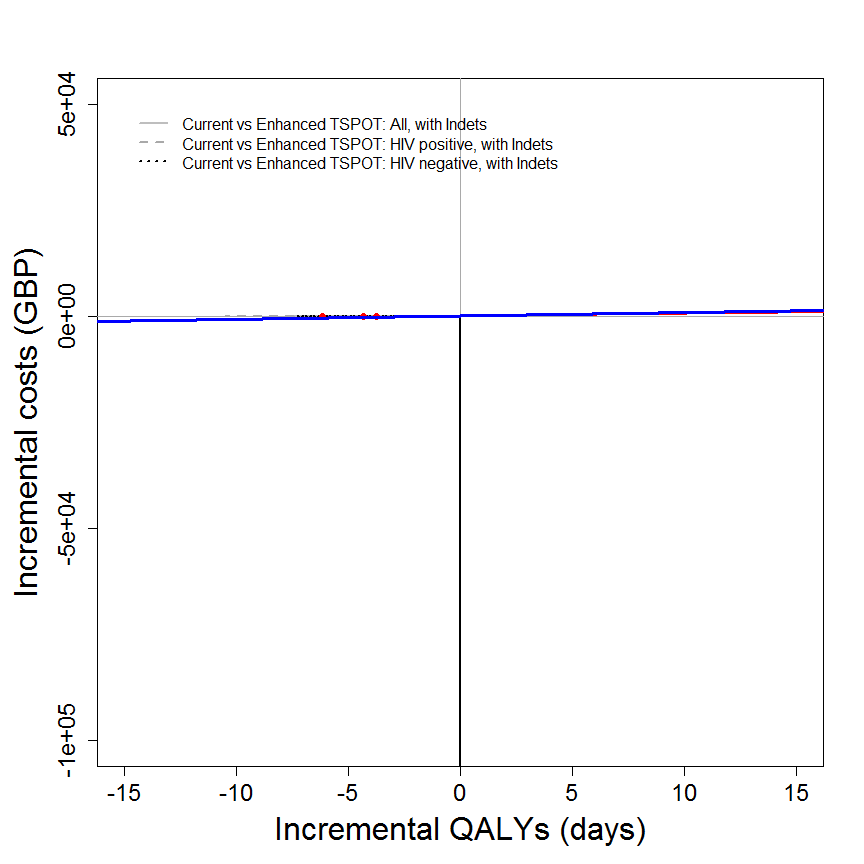 5e+04
Current vs Enhanced TSPOT: All, with Indets
Current vs Enhanced TSPOT: HIV positive, with Indets
Current vs Enhanced TSPOT: HIV negative, with Indets
Incremental costs (GBP)
0e+00
-5e+04
-1e+05
-15 -10 -5 0 5 10 15
Incremental QALYs (days)